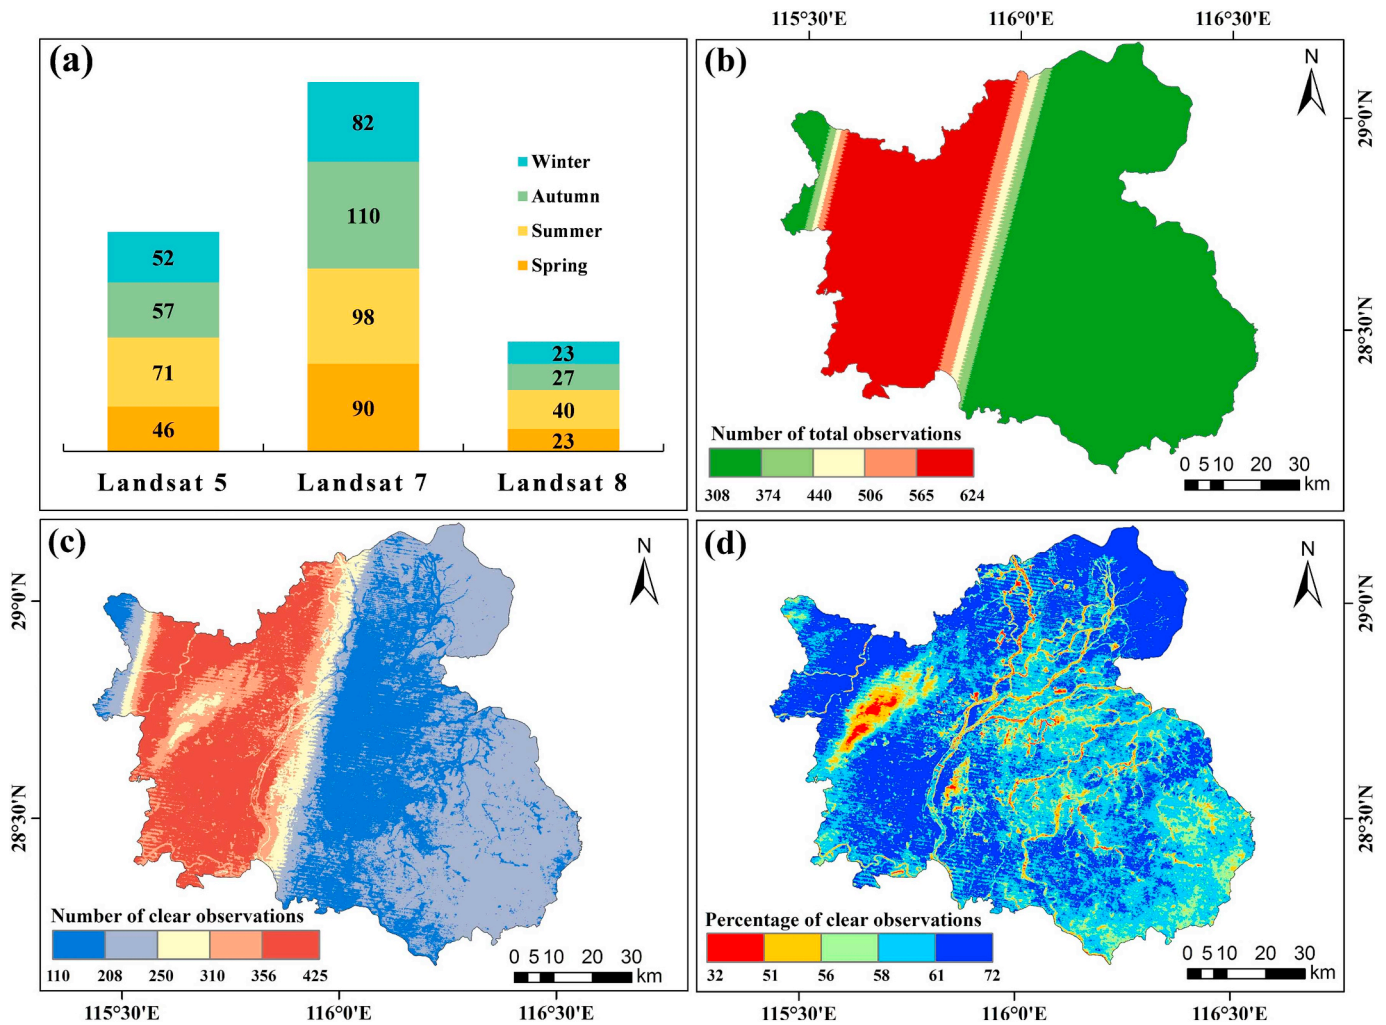 115°30'E 116°0'E 116°30'E
(a)
82
110
98
90
52
57
71
46
23
27
40
23
Winter
Autumn
Summer
Spring
Landsat 5 Landsat 7 Landsat 8
(b)
N
29°0'N
28°30'N
Number of total observations
308 374 440 506 565 624
0 5 10 20 30
km
(c)
N
29°0'N
28°30'N
Number of clear observations
110 208 250 310 356 425
0 5 10 20 30
km
115°30'E 116°0'E 116°30'E
(d)
N
29°0'N
28°30'N
Percentage of clear observations
32 51 56 58 61 72
0 5 10 20 30
km
115°30'E 116°0'E 116°30'E